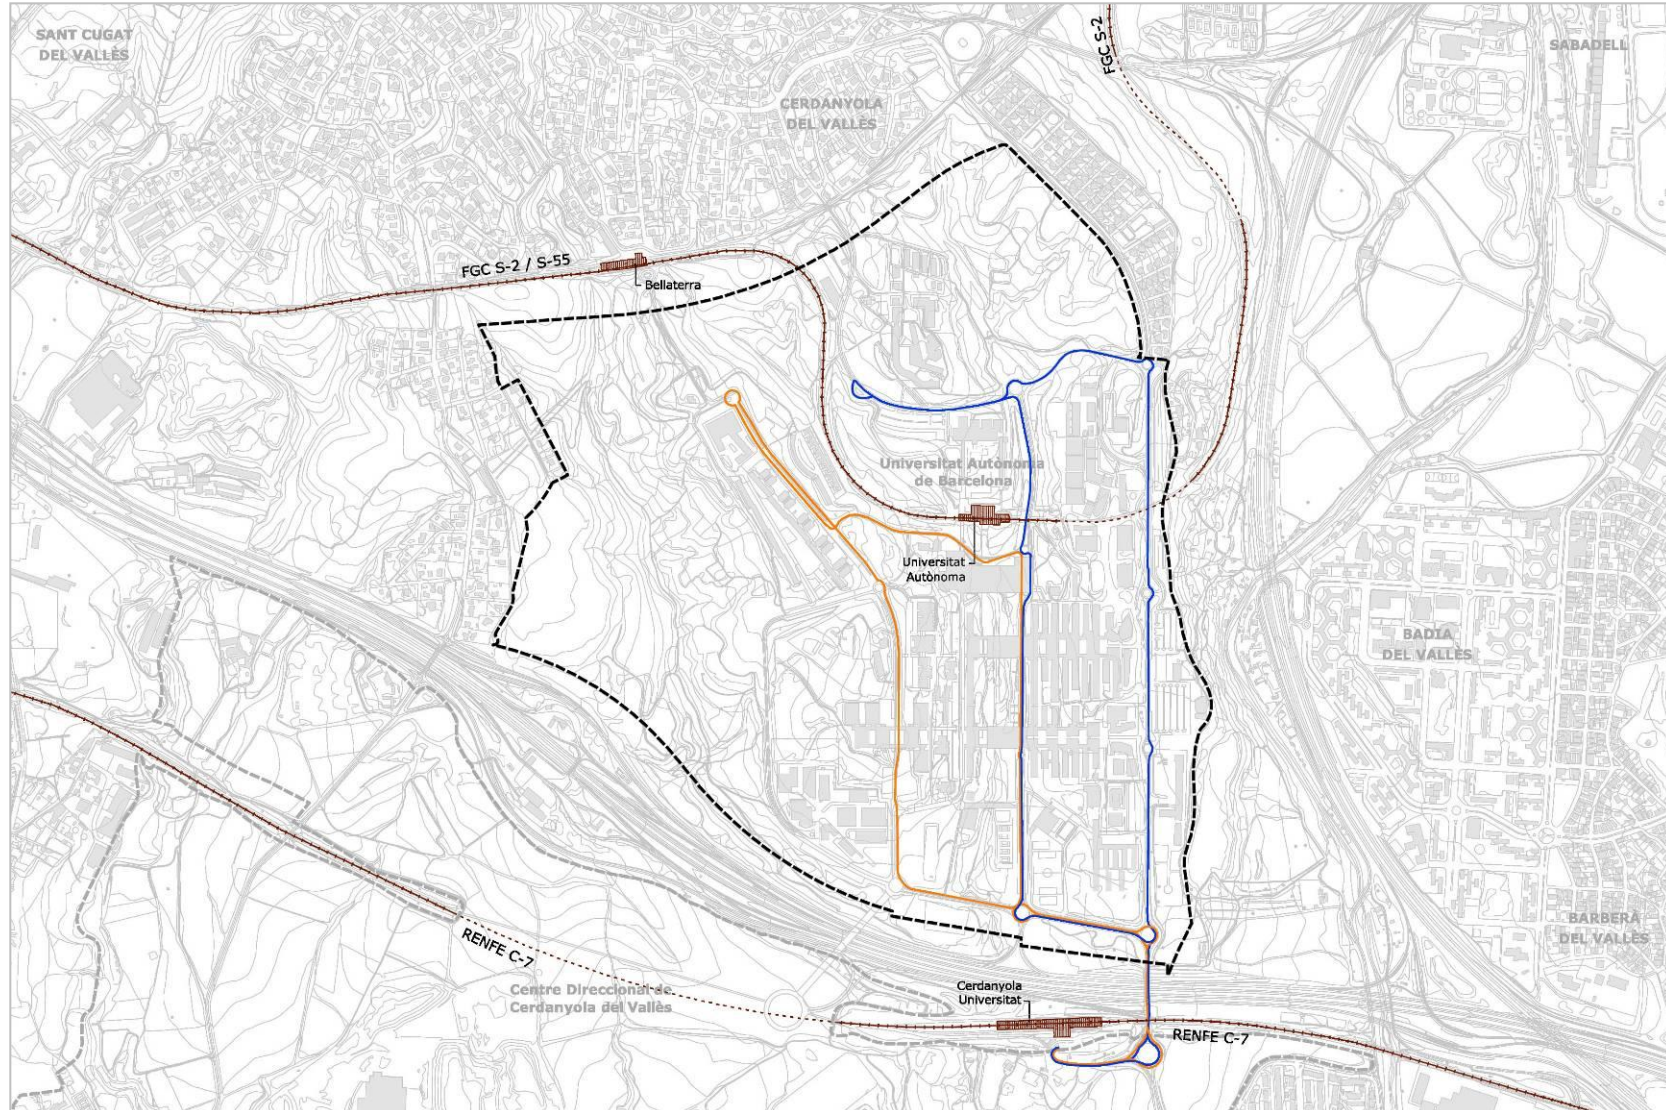 SANT CUGAT
DEL VALLÈS
FGC S-2
SABADELL
CERDANYOLA
DEL VALLÈS
FGC S-2 / S-55
Bellaterra
Universitat Autònoma
de Barcelona
Universitat
Autònoma
BADIA
DEL VALLÈS
BARBERÀ
DEL VALLÈS
RENFE C-7
Centre Direccional de
Cerdanyola del Vallès
Cerdanyola
Universitat
RENFE C-7